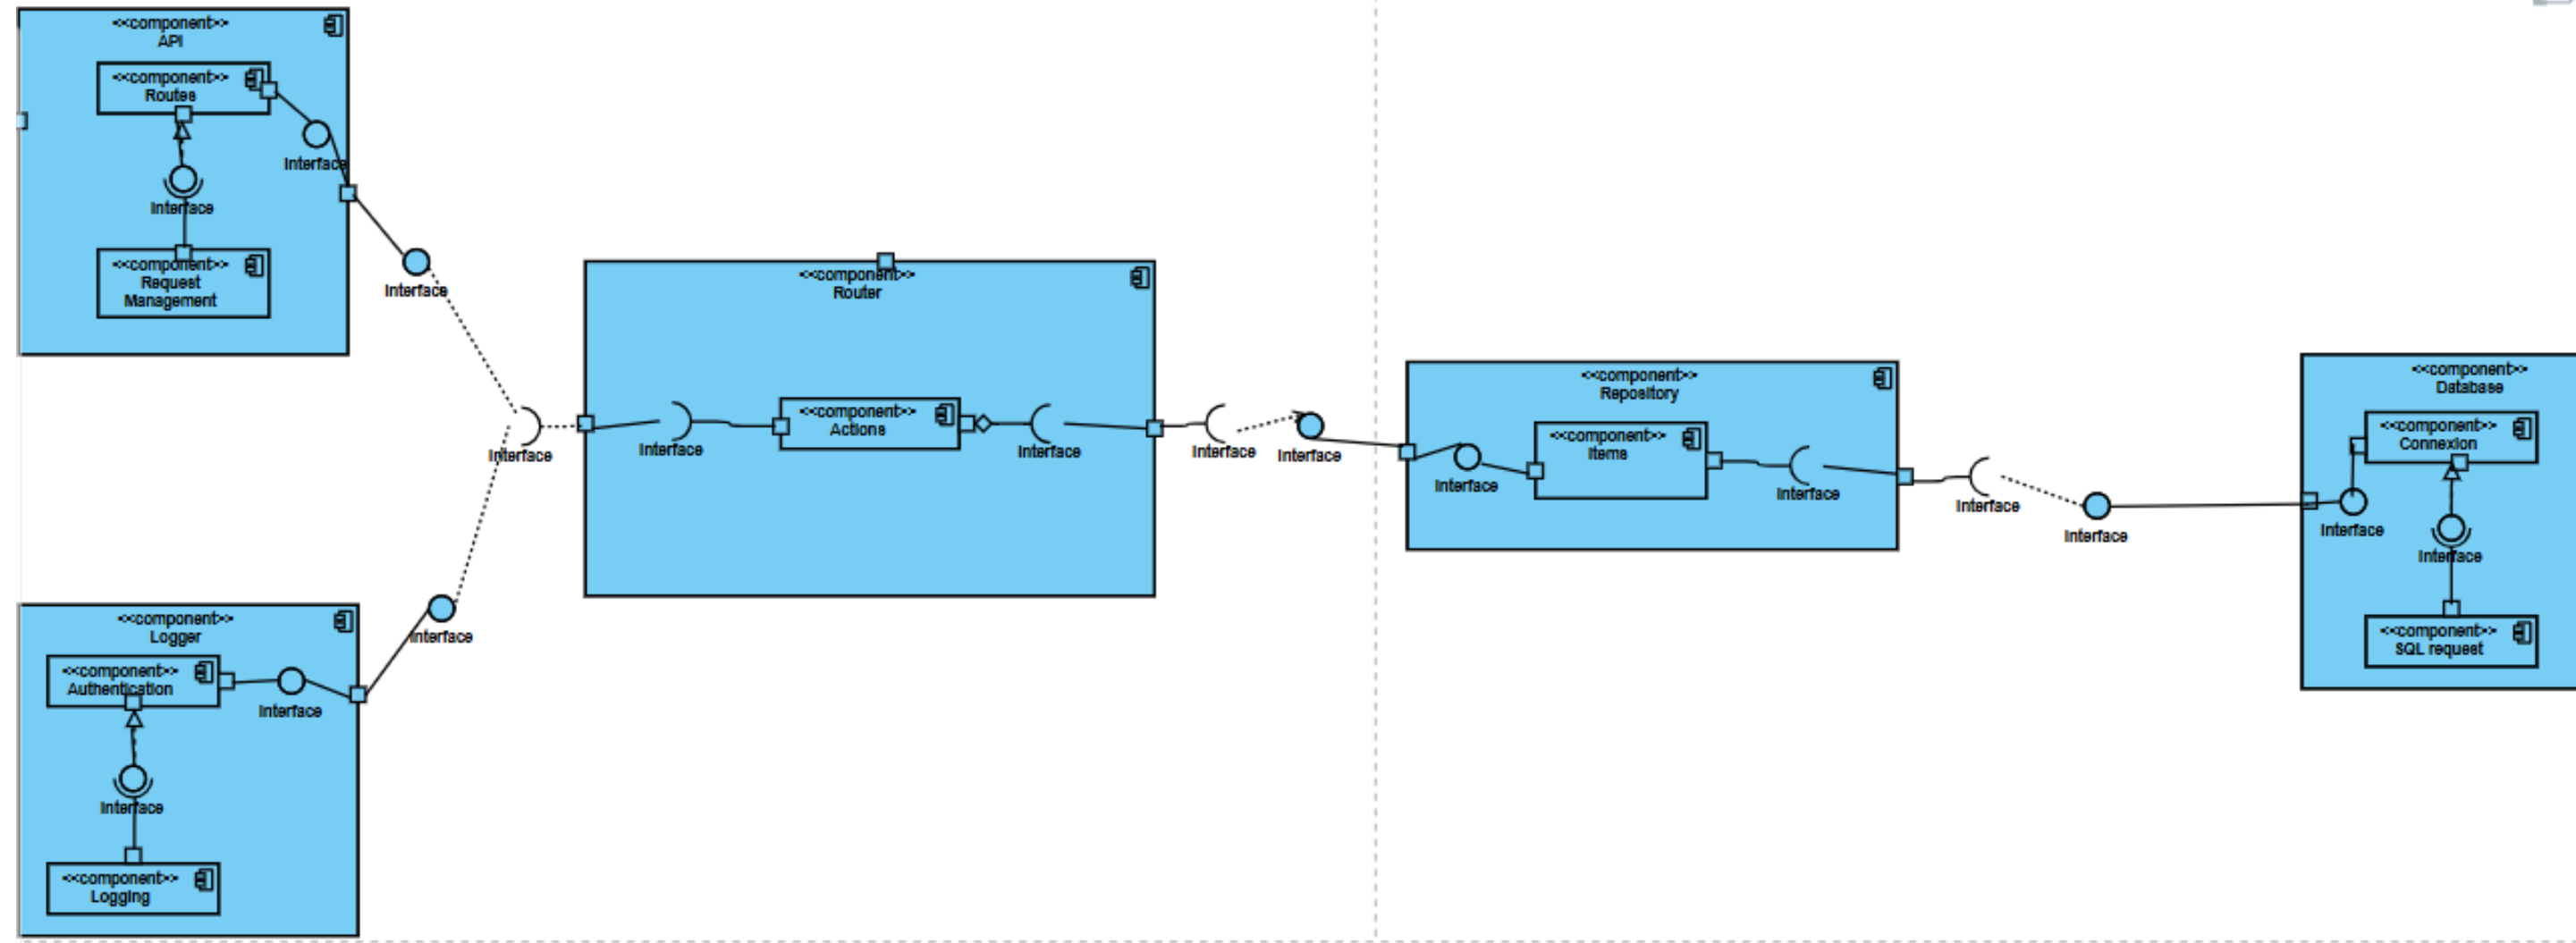 <<component>>
API
<<component>>
Routes
Interface
Interface
<<component>>
Request
Management
Interface
Interface
<<component>>
Logger
<<component>>
Authentication
Interface
Interface
Interface
<<component>>
Logging
<<component>>
Router
Interface
<<component>>
Actions
Interface
Interface
Interface
<<component>>
Repository
Interface
<<component>>
Items
Interface
Interface
Interface
<<component>>
Database
<<component>>
Connexion
Interface
Interface
<<component>>
SQL request